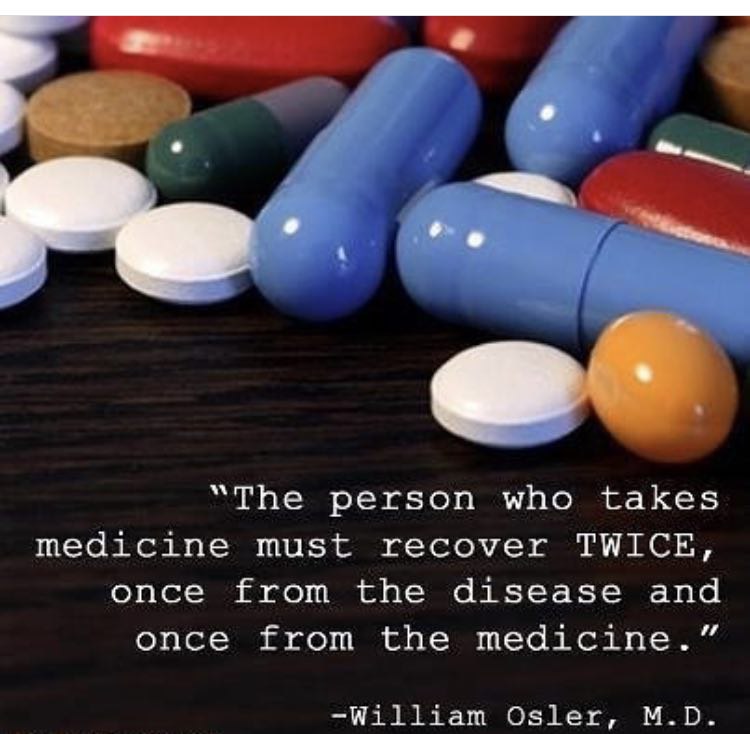 “The person who takes
medicine must recover TWICE,
once from the disease and
once from the medicine.”
-William Osler, M.D.